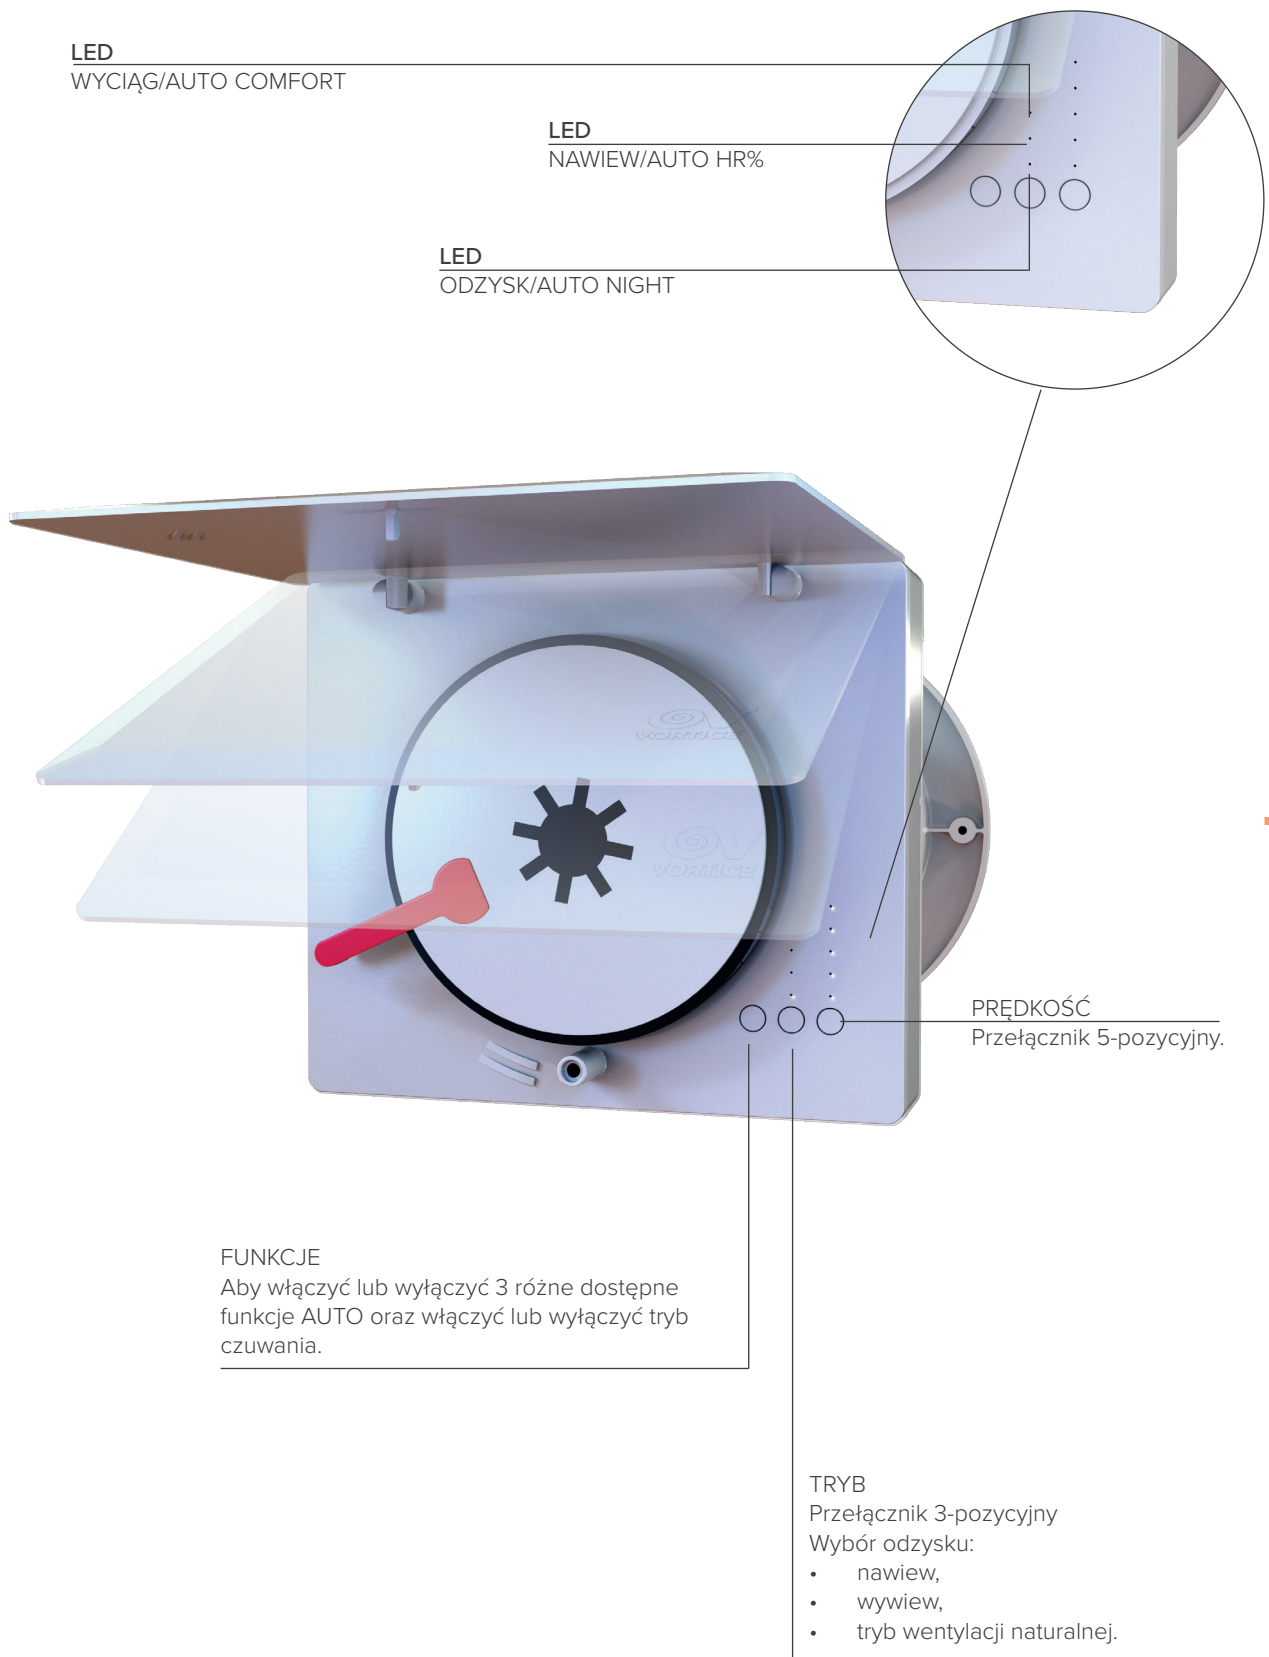 LED
WYCIĄG/AUTO COMFORT
LED
NAWIEW/AUTO HR%
LED
ODZYSK/AUTO NIGHT
VORTICE
VORTICE
PRĘDKOŚĆ
Przełącznik 5-pozycyjny.
FUNKCJE
Aby włączyć lub wyłączyć 3 różne dostępne
funkcje AUTO oraz włączyć lub wyłączyć tryb
czuwania.
TRYB
Przełącznik 3-pozycyjny
Wybór odzysku:
• nawiew,
• wywiew,
• tryb wentylacji naturalnej.